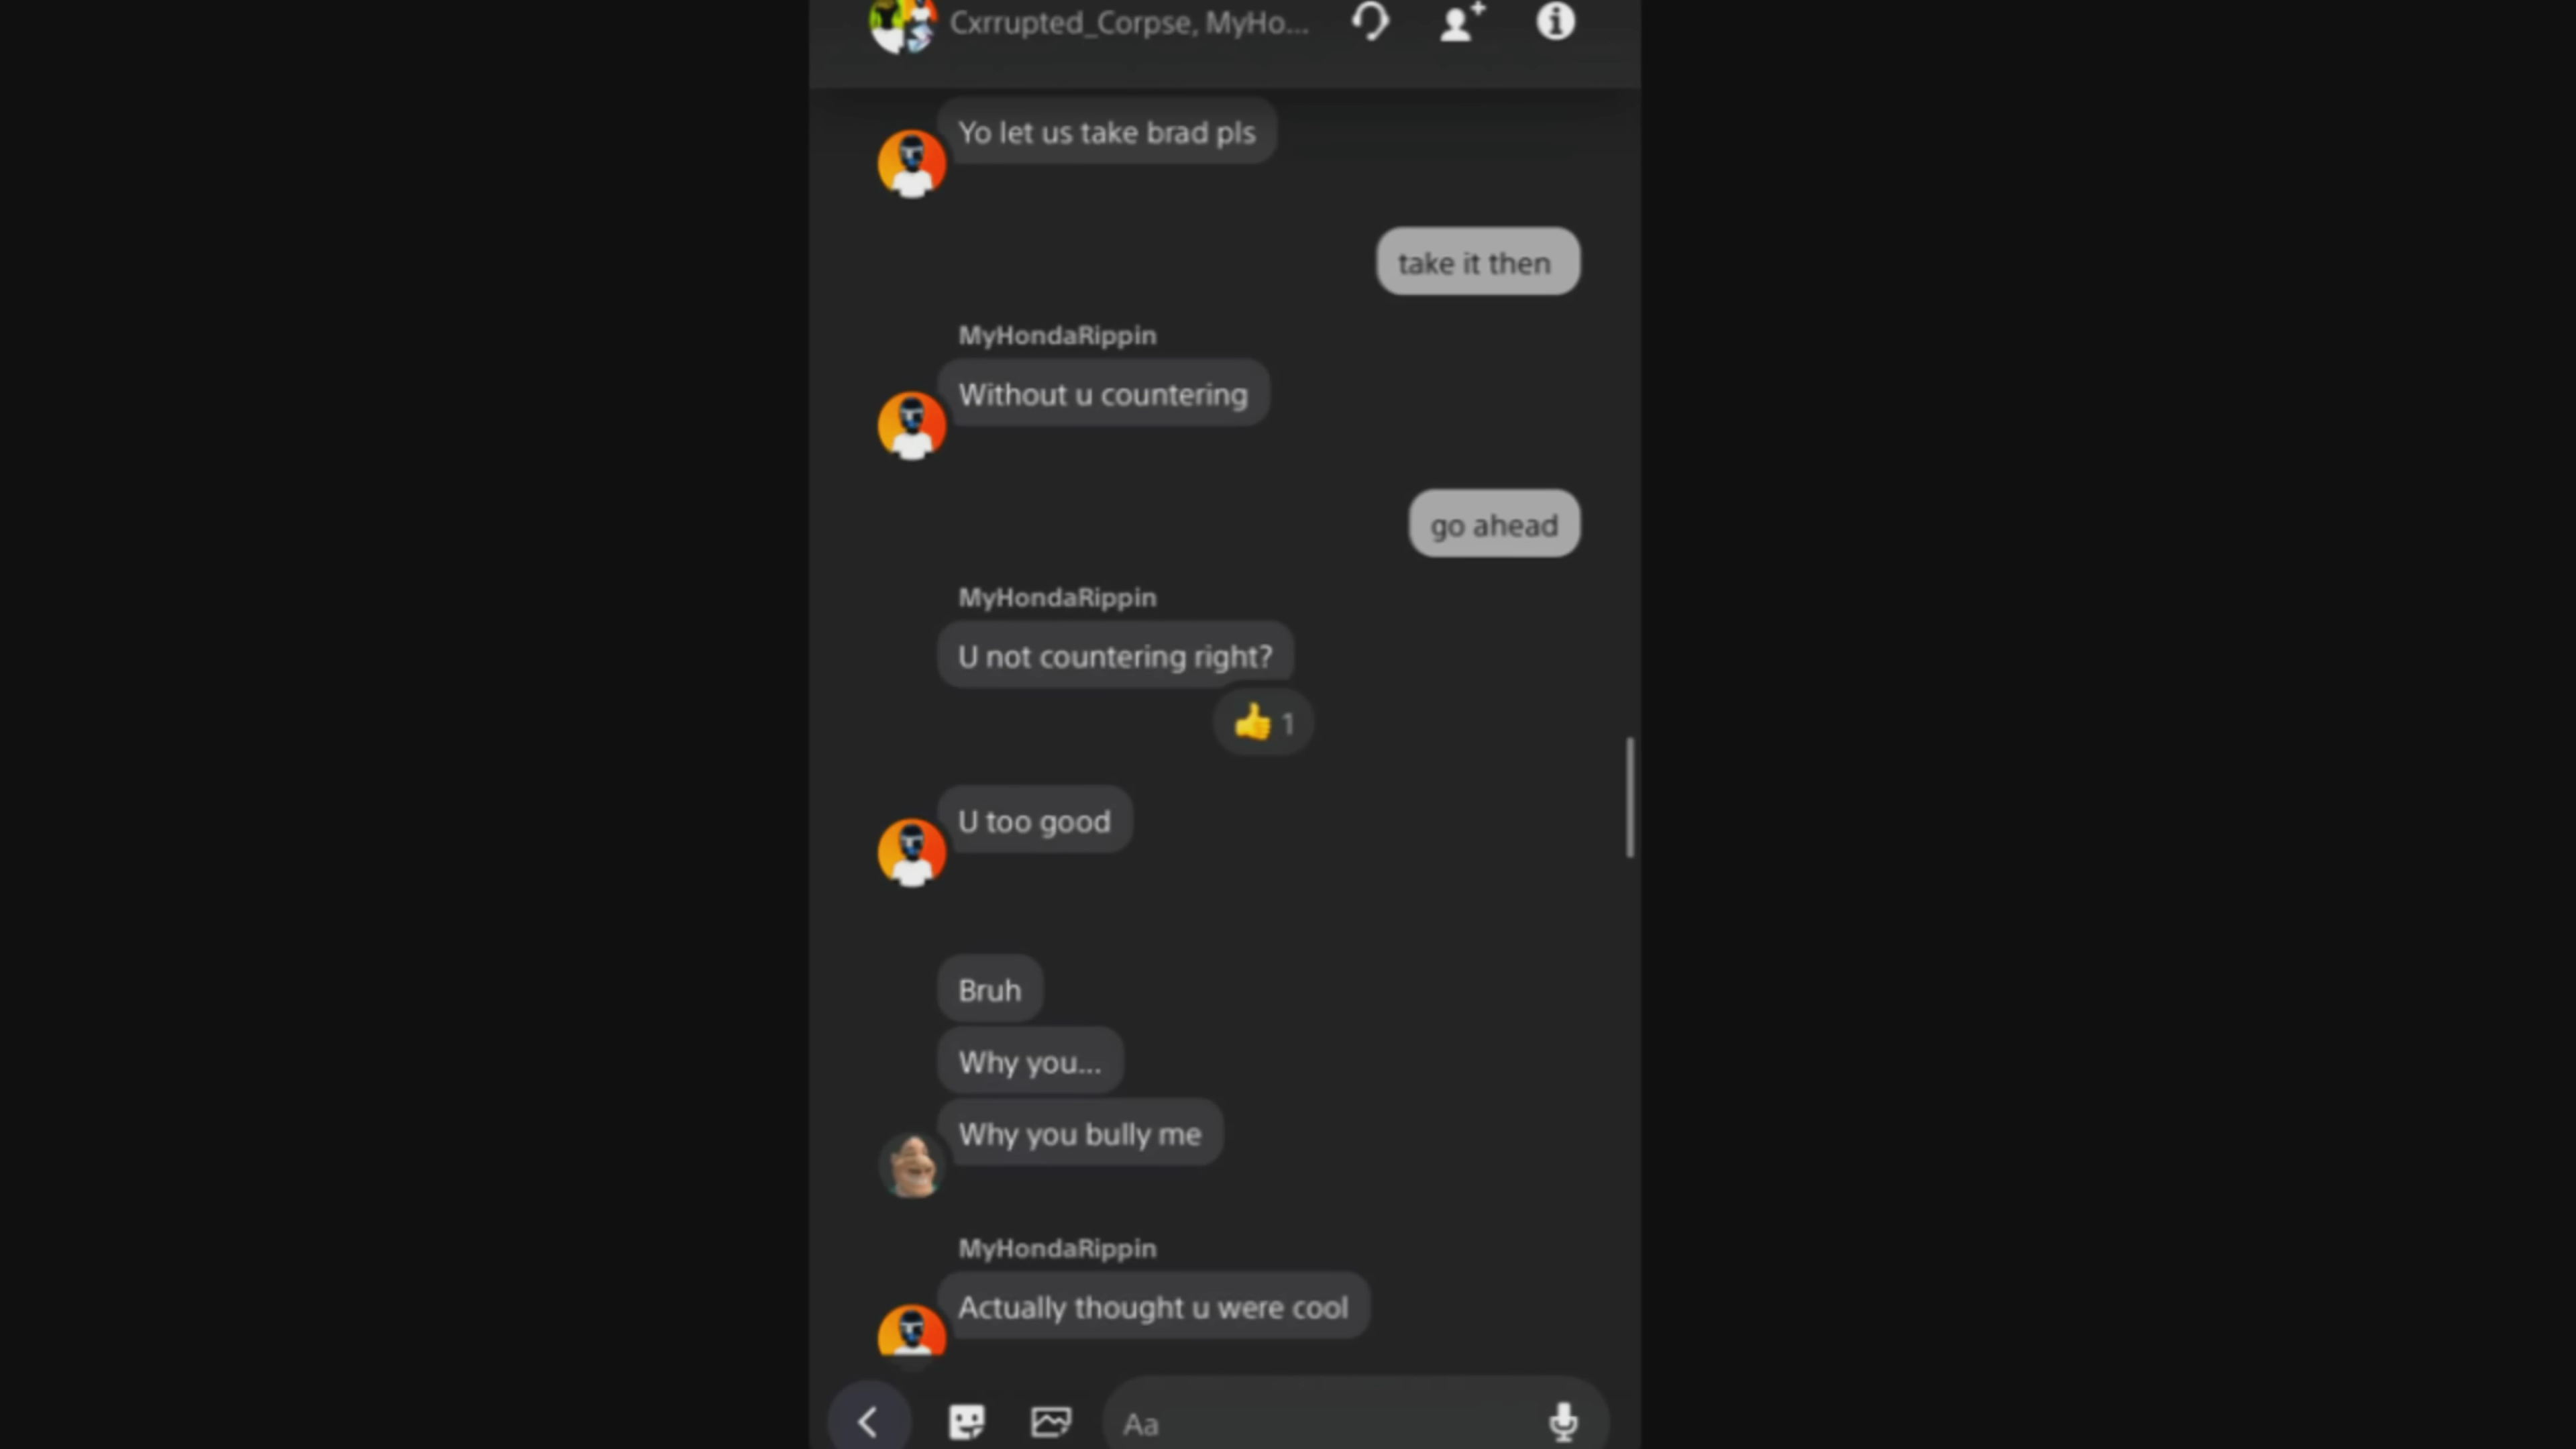 Cxrrupted_Corpse, MyHo...
Yo let us take brad pls
take it then
MyHondaRippin
Without u countering
go ahead
MyHondaRippin
U not countering right?
👍 1
U too good
Bruh
Why you...
Why you bully me
MyHondaRippin
Actually thought u were cool
Aa